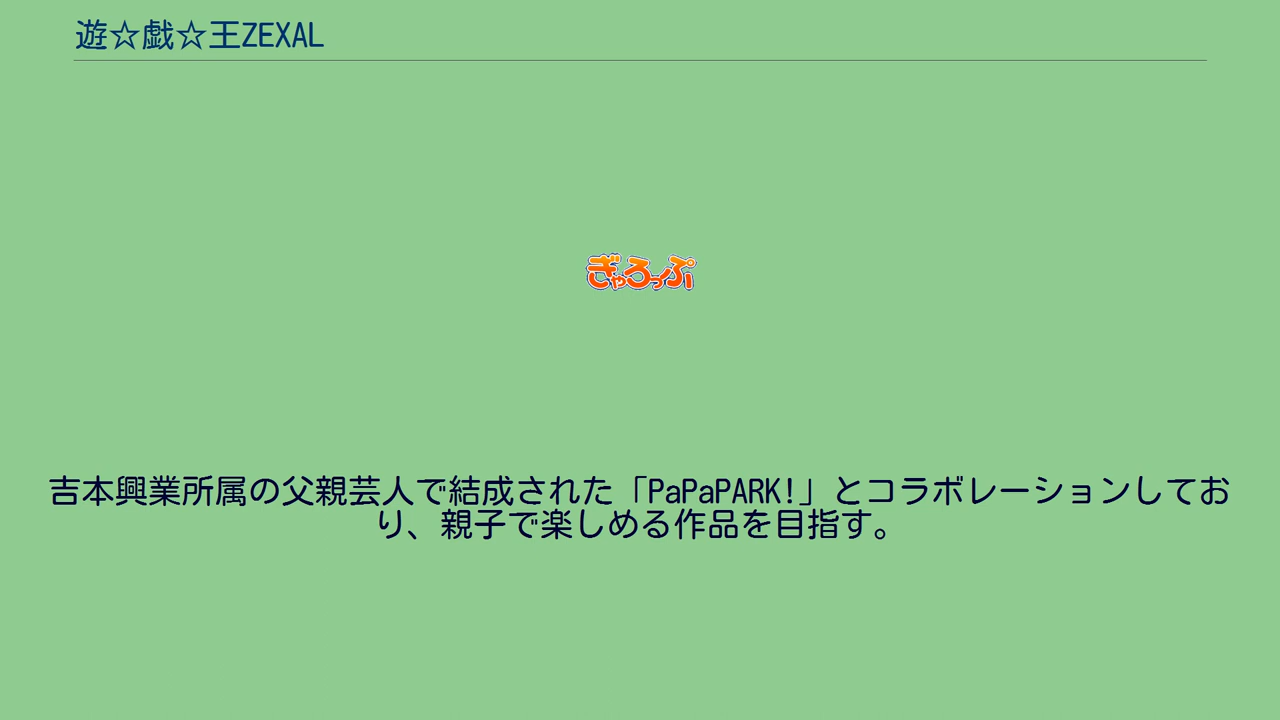 遊☆戯☆王ZEXAL
ぎゃろっぷ
吉本興業所属の父親芸人で結成された「PaPaPARK!」とコラボレーションしてお
り、親子で楽しめる作品を目指す。